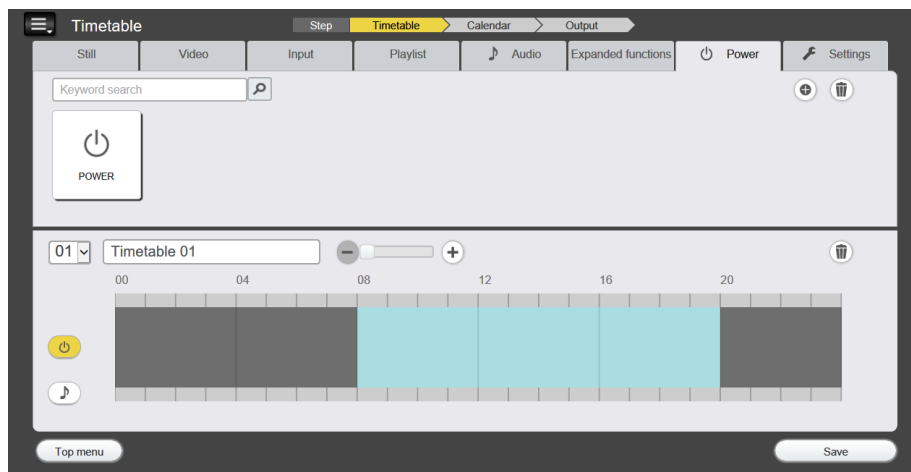 Timetable
Step Timetable Calendar Output
Still Video Input Playlist Audio Expanded functions Power Settings
Keyword search
POWER
01 Timetable 01
00 04 08 12 16 20
Top menu Save